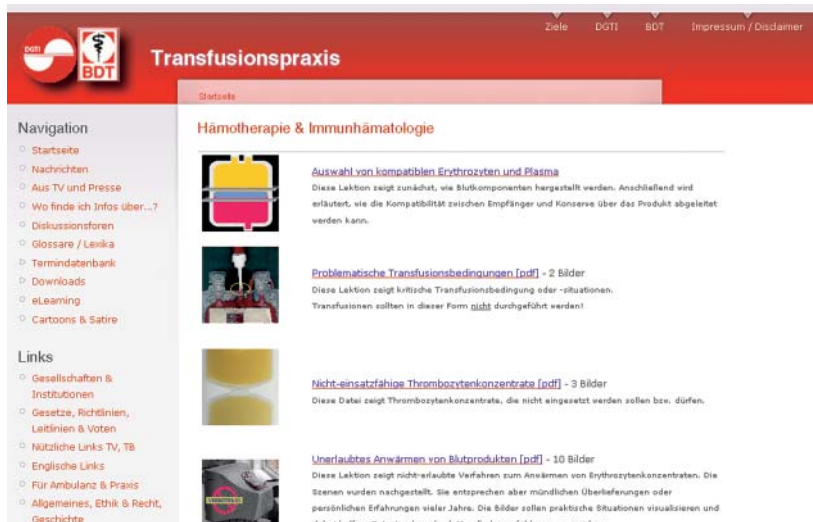 Ziele DGTI BDT Impressum / Disclaimer
DGTI
BDT
Transfusionspraxis
Startseite
Navigation
Startseite
Nachrichten
Aus TV und Presse
Wo finde ich Infos über...?
Diskussionsforen
Glossare / Lexika
Termindatenbank
Downloads
eLearning
Cartoons & Satire
Links
Gesellschaften &
Institutionen
Gesetze, Richtlinien,
Leitlinien & Voten
Nützliche Links TV, TB
Englische Links
Für Ambulanz & Praxis
Allgemeines, Ethik & Recht,
Geschichte
Hämotherapie & Immunhämatologie
Auswahl von kompatiblen Erythrozyten und Plasma
Diese Lektion zeigt zunächst, wie Blutkomponenten hergestellt werden. Anschließend wird
erläutert, wie die Kompatibilität zwischen Empfänger und Konserve über das Produkt abgeleitet
werden kann.
Problematische Transfusionsbedingungen [pdf] - 2 Bilder
Diese Lektion zeigt kritische Transfusionsbedingung oder -situationen.
Transfusionen sollten in dieser Form nicht durchgeführt werden!
Nicht-einsatzfähige Thrombozytenkonzentrate [pdf] - 3 Bilder
Diese Datei zeigt Thrombozytenkonzentrate, die nicht eingesetzt werden sollen bzw. dürfen.
Unerlaubtes Anwärmen von Blutprodukten [pdf] - 10 Bilder
Diese Lektion zeigt nicht-erlaubte Verfahren zum Anwärmen von Erythrozytenkonzentraten. Die
Szenen wurden nachgestellt. Sie entsprechen aber mündlichen Überlieferungen oder
persönlichen Erfahrungen vieler Jahre. Die Bilder sollen praktische Situationen visualisieren und